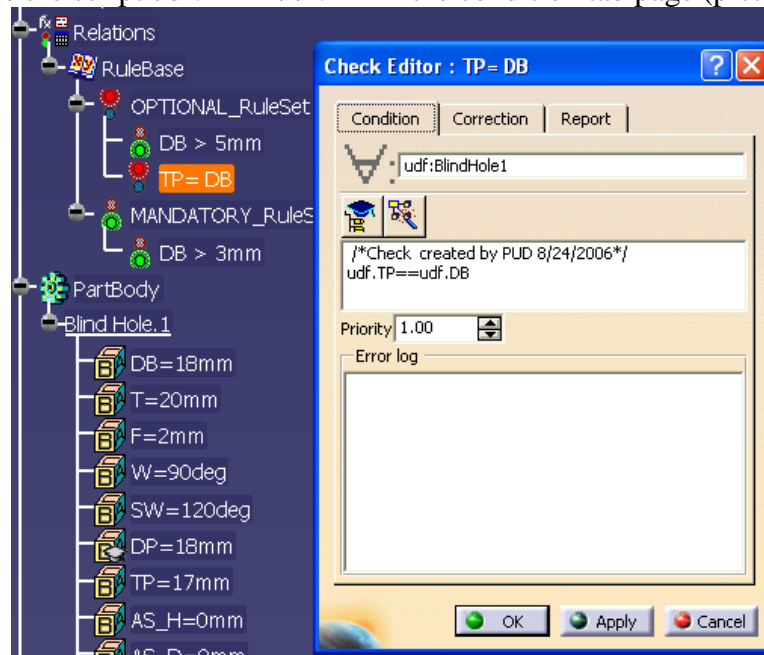 Relations
RuleBase
OPTIONAL_RuleSet
DB > 5mm
TP= DB
MANDATORY_RuleS
DB > 3mm
PartBody
Blind Hole.1
DB=18mm
T=20mm
F=2mm
W=90deg
SW=120deg
DP=18mm
TP=17mm
AS_H=0mm
Check Editor : TP= DB
Condition Correction Report
udf:BlindHole1
/*Check created by PUD 8/24/2006*/
udf.TP==udf.DB
Priority 1.00
Error log
OK Apply Cancel